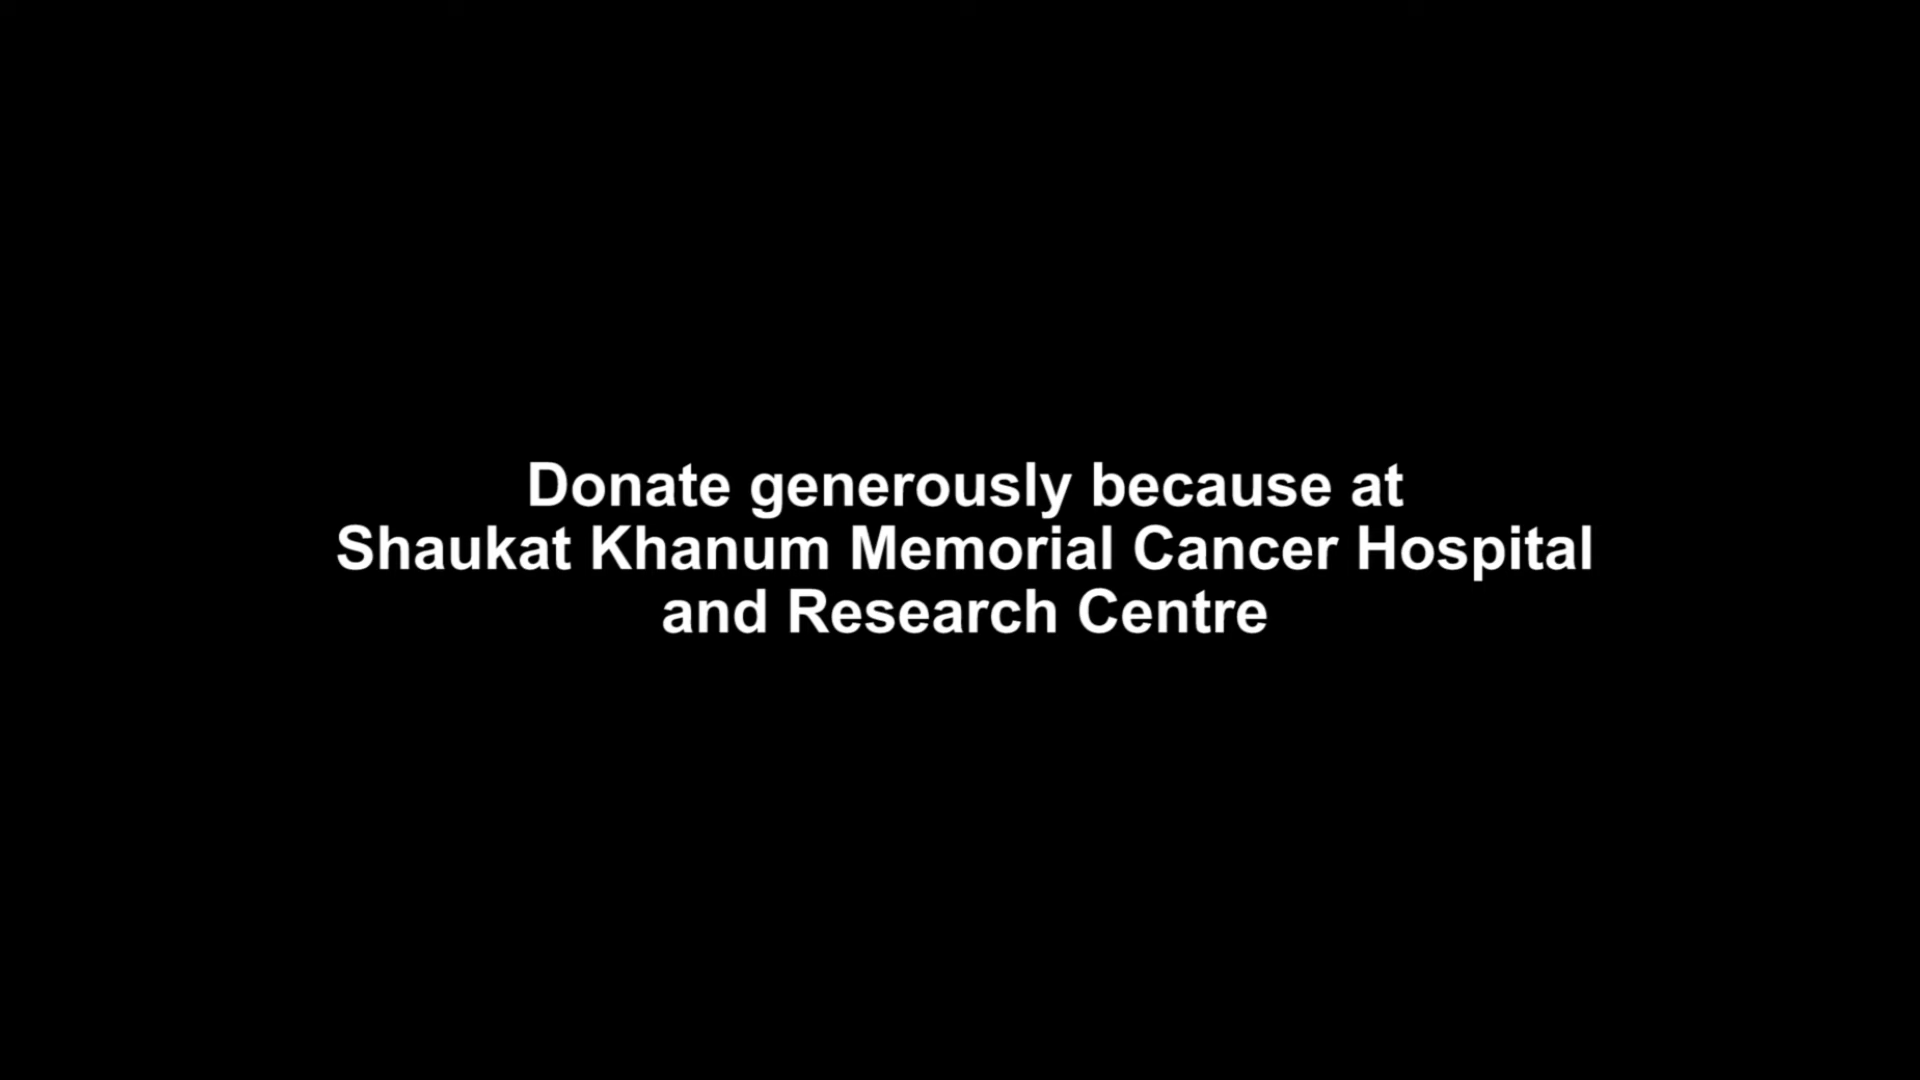 Donate generously because at
Shaukat Khanum Memorial Cancer Hospital
and Research Centre